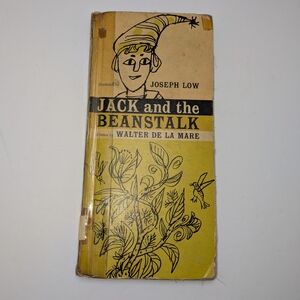 JOSEPH LOW
JACK and the
BEANSTALK
WALTER DE LA MARE